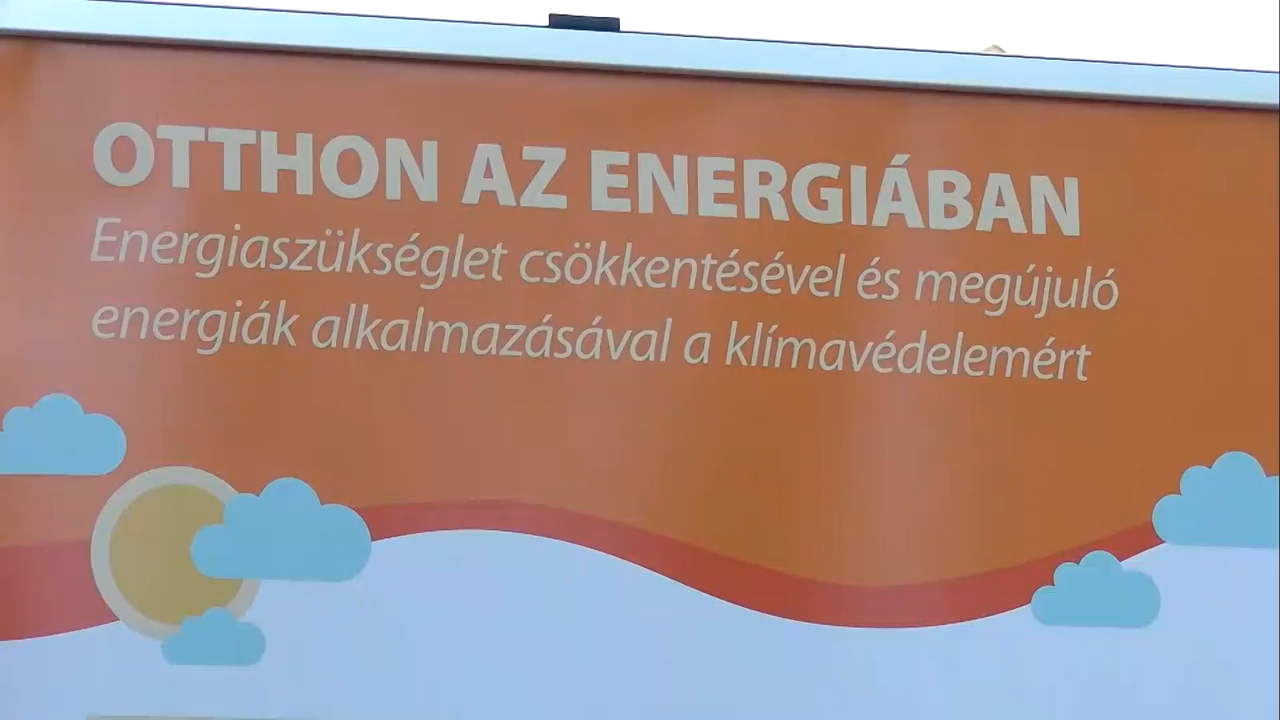 OTTHON AZ ENERGIÁBAN
Energiaszükséglet csökkentésével és megújuló
energiák alkalmazásával a klímavédelemért